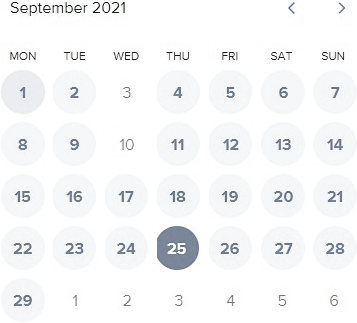 September 2021 < >
MON TUE WED THU FRI SAT SUN
1 2 3 4 5 6 7
8 9 10 11 12 13 14
15 16 17 18 19 20 21
22 23 24 25 26 27 28
29 1 2 3 4 5 6